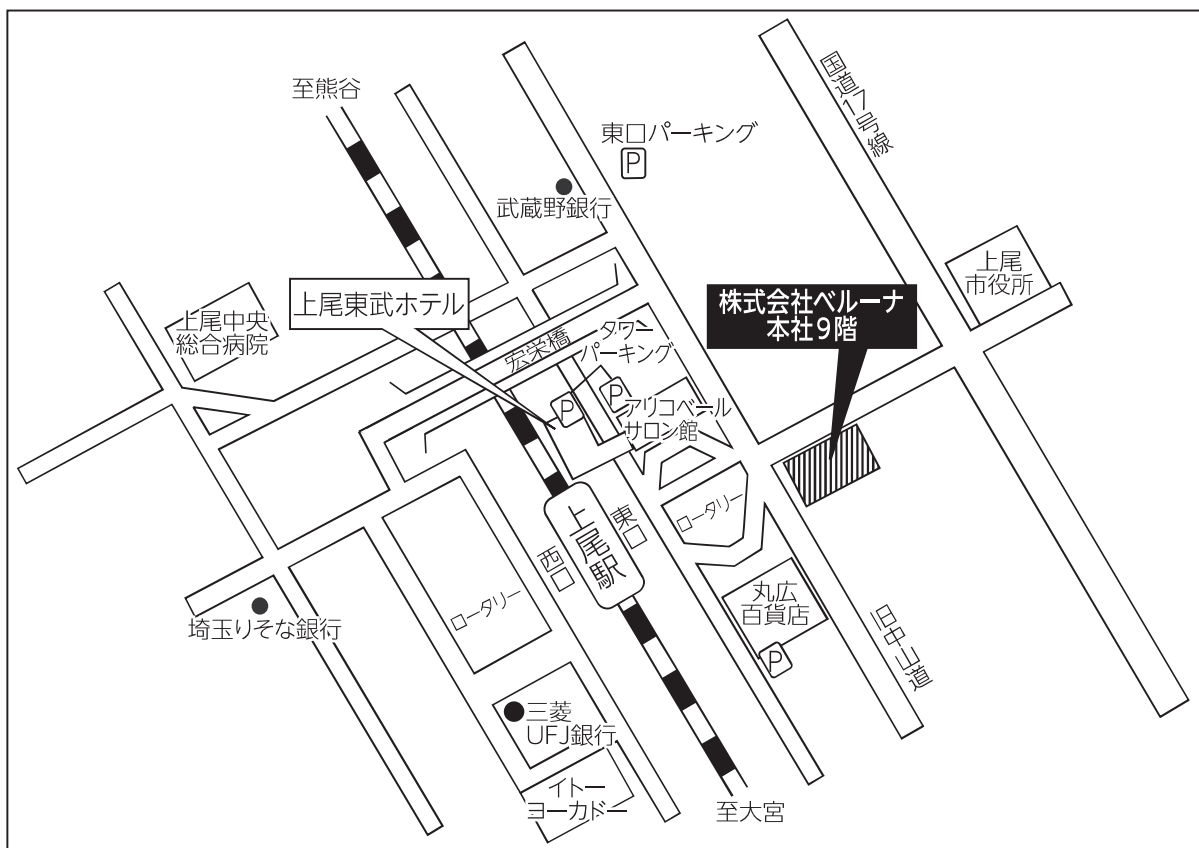 至熊谷
国道17号線
東口パーキング
P
武蔵野銀行
上尾
市役所
上尾東武ホテル
株式会社ベルーナ
本社9階
上尾中央
総合病院
宏栄橋
タワー
パーキング
P
P
アリコベール
サロン館
ロータリー
上尾駅
東口
西口
ロータリー
丸広
百貨店
P
旧中山道
埼玉りそな銀行
三菱
UFJ銀行
イトー
ヨーカドー
至大宮